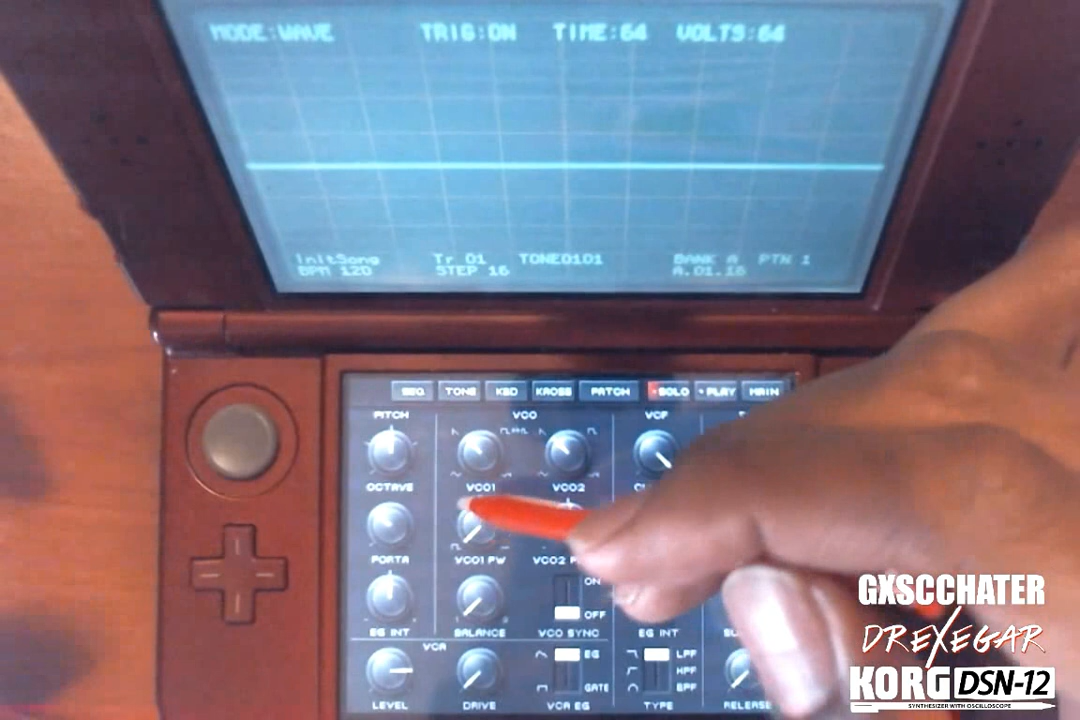 MODE:WAVE TRIG:ON TIME:64 VOLTS:64
InitSong Tr 01 TONE0101 BANK A PTN 1
BPM 120 STEP 16 A.01.16
SEQ TONE KBD KROSS PATCH SOLO PLAY MAIN
PITCH VCO VCF
OCTAVE VCO1 VCO2
PORTA VCO1 PW VCO2
ON
OFF
EG INT BALANCE VCO SYNC EG INT
VCA EG LPF
HPF
GATE BPF
LEVEL DRIVE VCA EG TYPE RELEASE
GXSCCHATER
DREXEGAR
KORG DSN-12
SYNTHESIZER WITH OSCILLOSCOPE